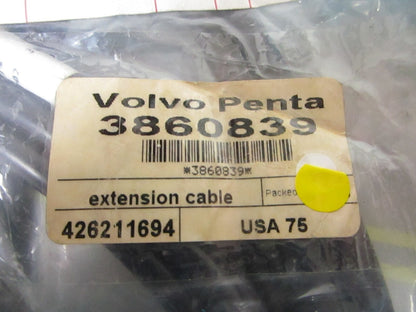 Volvo Penta
3860839
*3860839*
extension cable Packed
426211694 USA 75